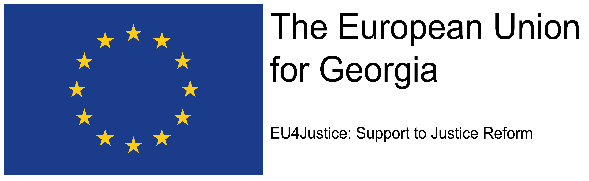 The European Union
for Georgia
EU4Justice: Support to Justice Reform